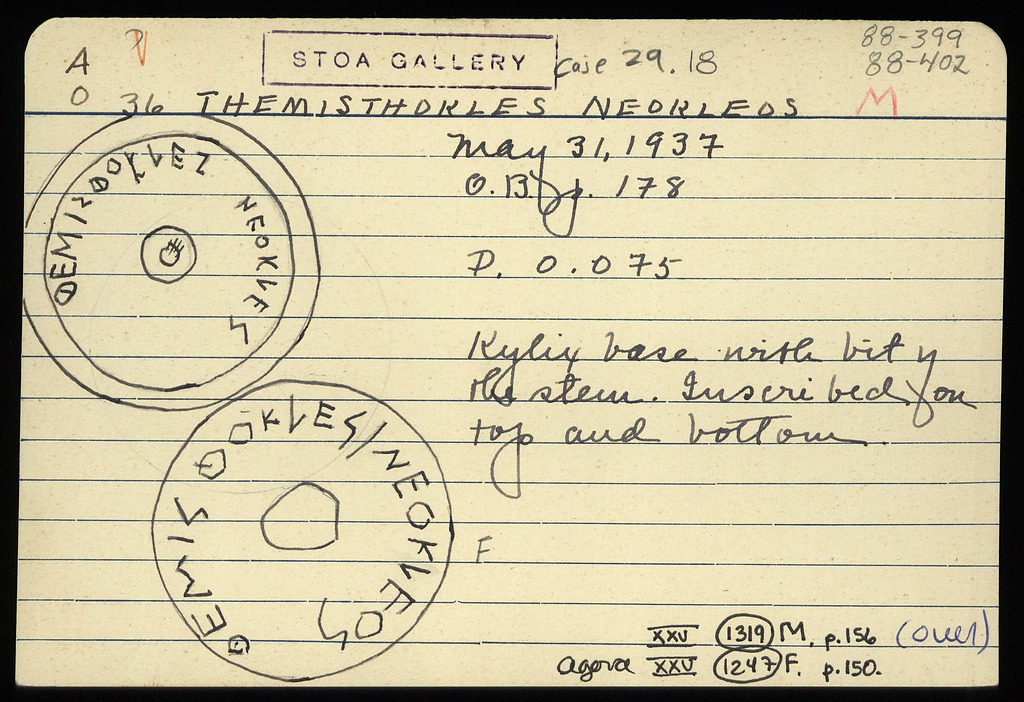 88-399
88-402
A
O
STOA GALLERY
Case 29.18
36 THEMISTHOKLES NEOKLEOS
M
May 31, 1937
O.B. p. 178
D. 0.075
Kylix base with bit of
the stem. Inscribed on
top and bottom.
NEOKVES
NEOKLEOS
F
XXV 1319 M. p.156 (over)
Agora XXV 1247 F. p.150.